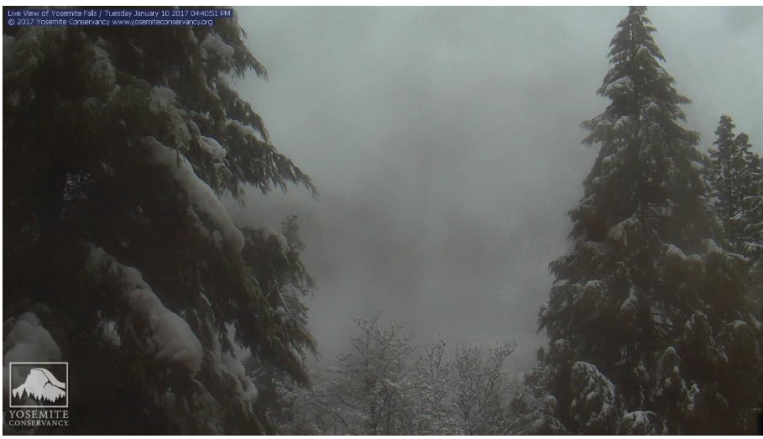 Live View of Yosemite Falls / Tuesday January 10 2017 04:40:51 PM
© 2017 Yosemite Conservancy www.yosemiteconservancy.org
YOSEMITE
CONSERVANCY